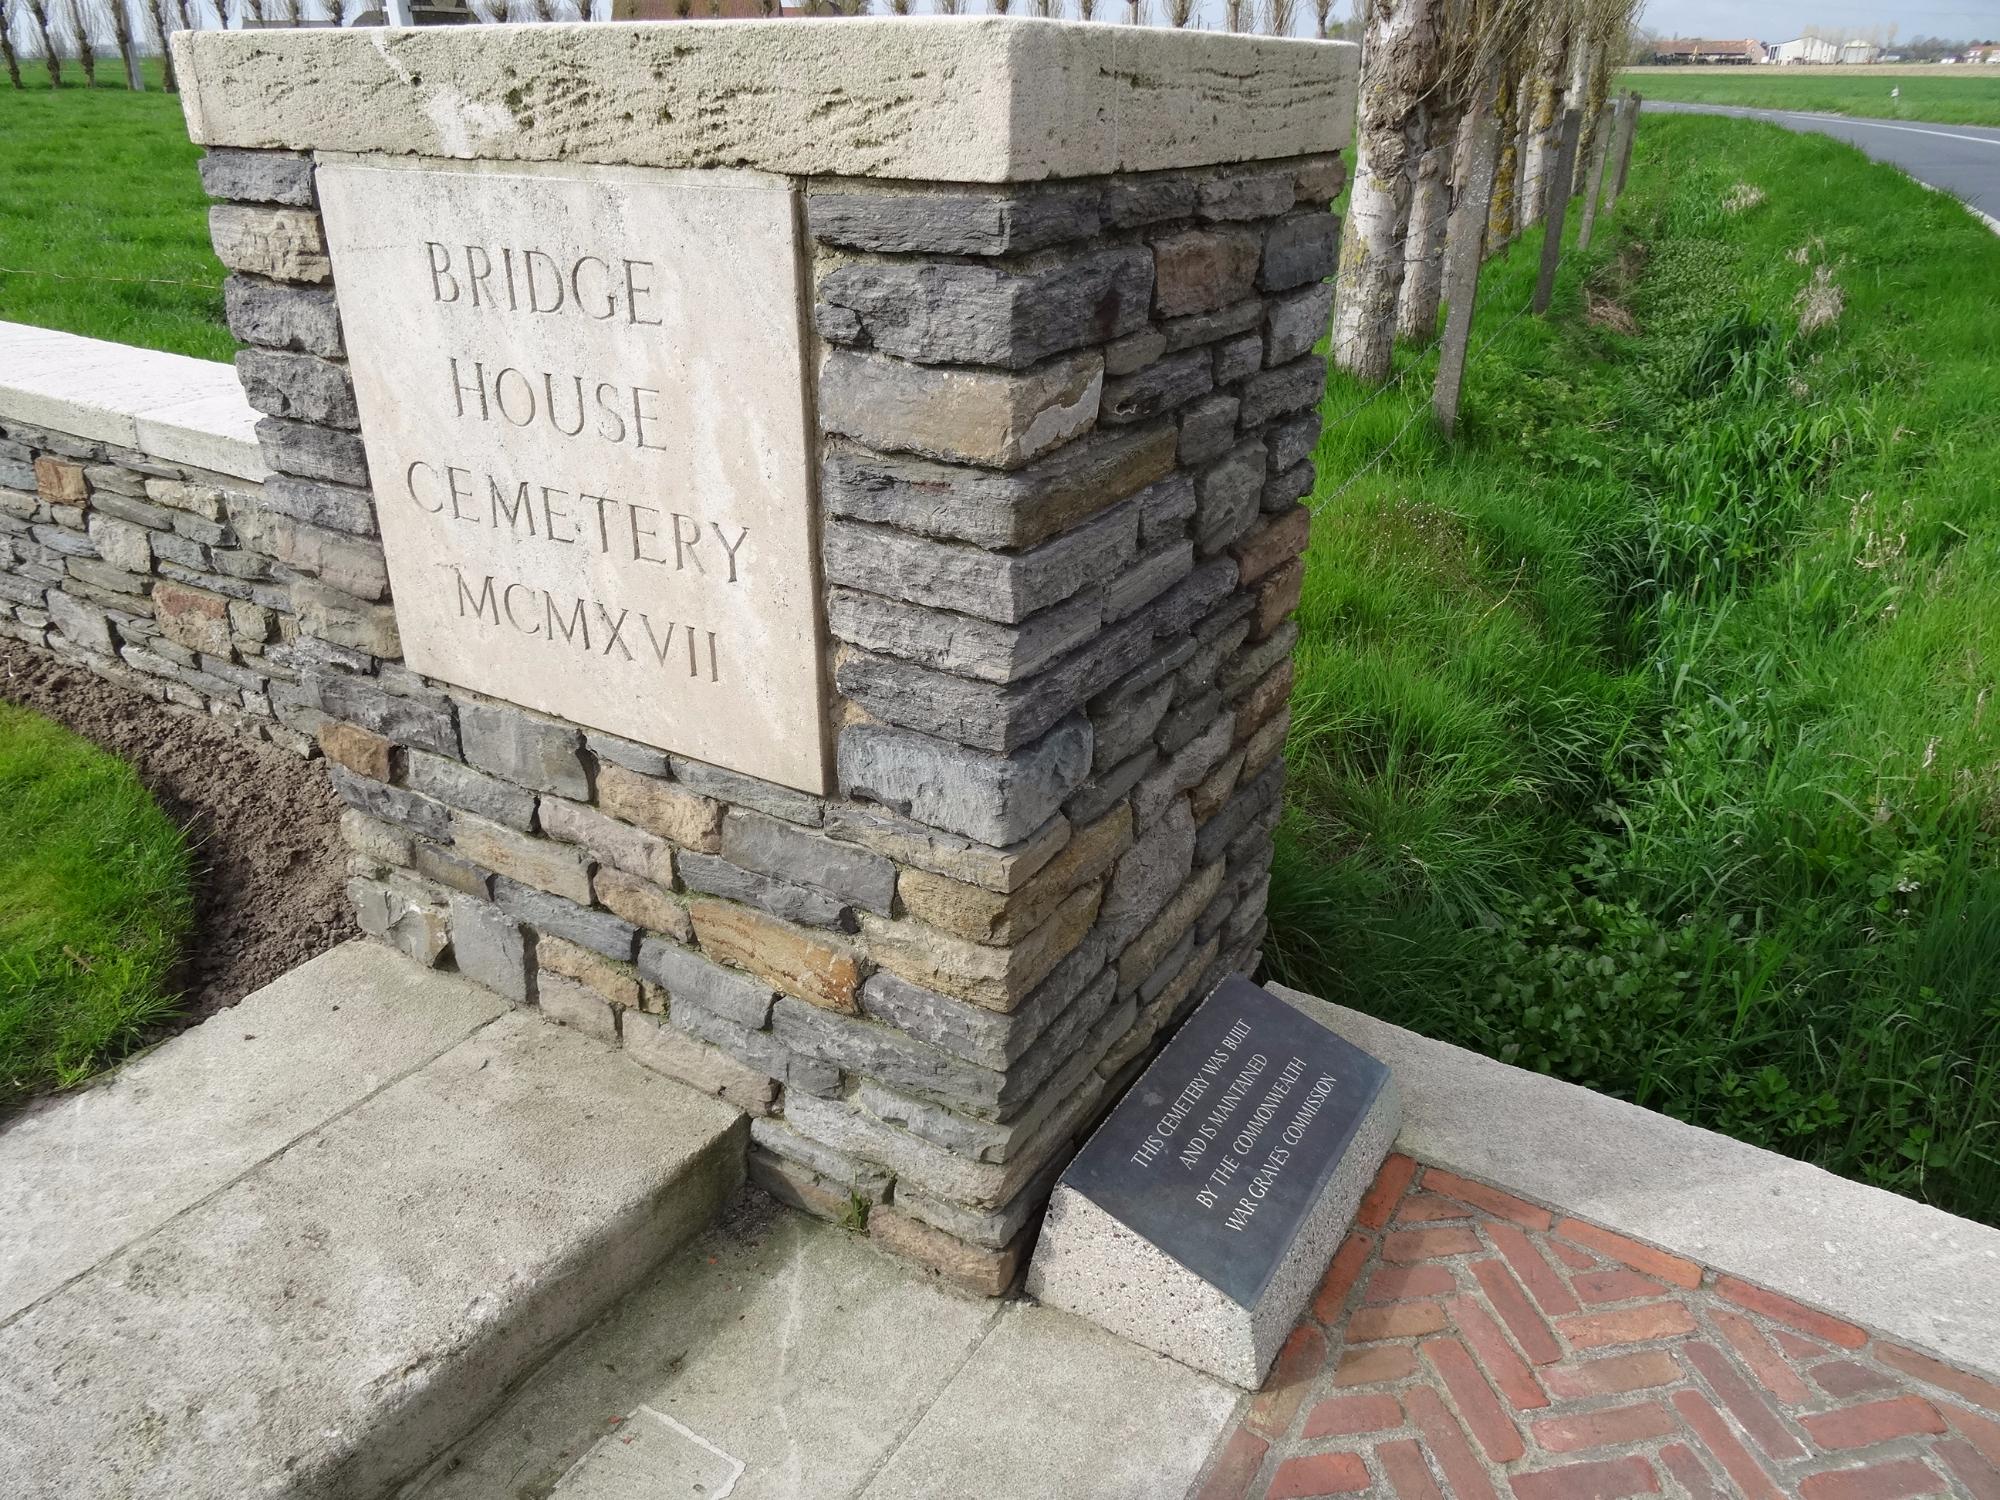 BRIDGE
HOUSE
CEMETERY
MCMXVII
THIS CEMETERY WAS BUILT
AND IS MAINTAINED
BY THE COMMONWEALTH
WAR GRAVES COMMISSION